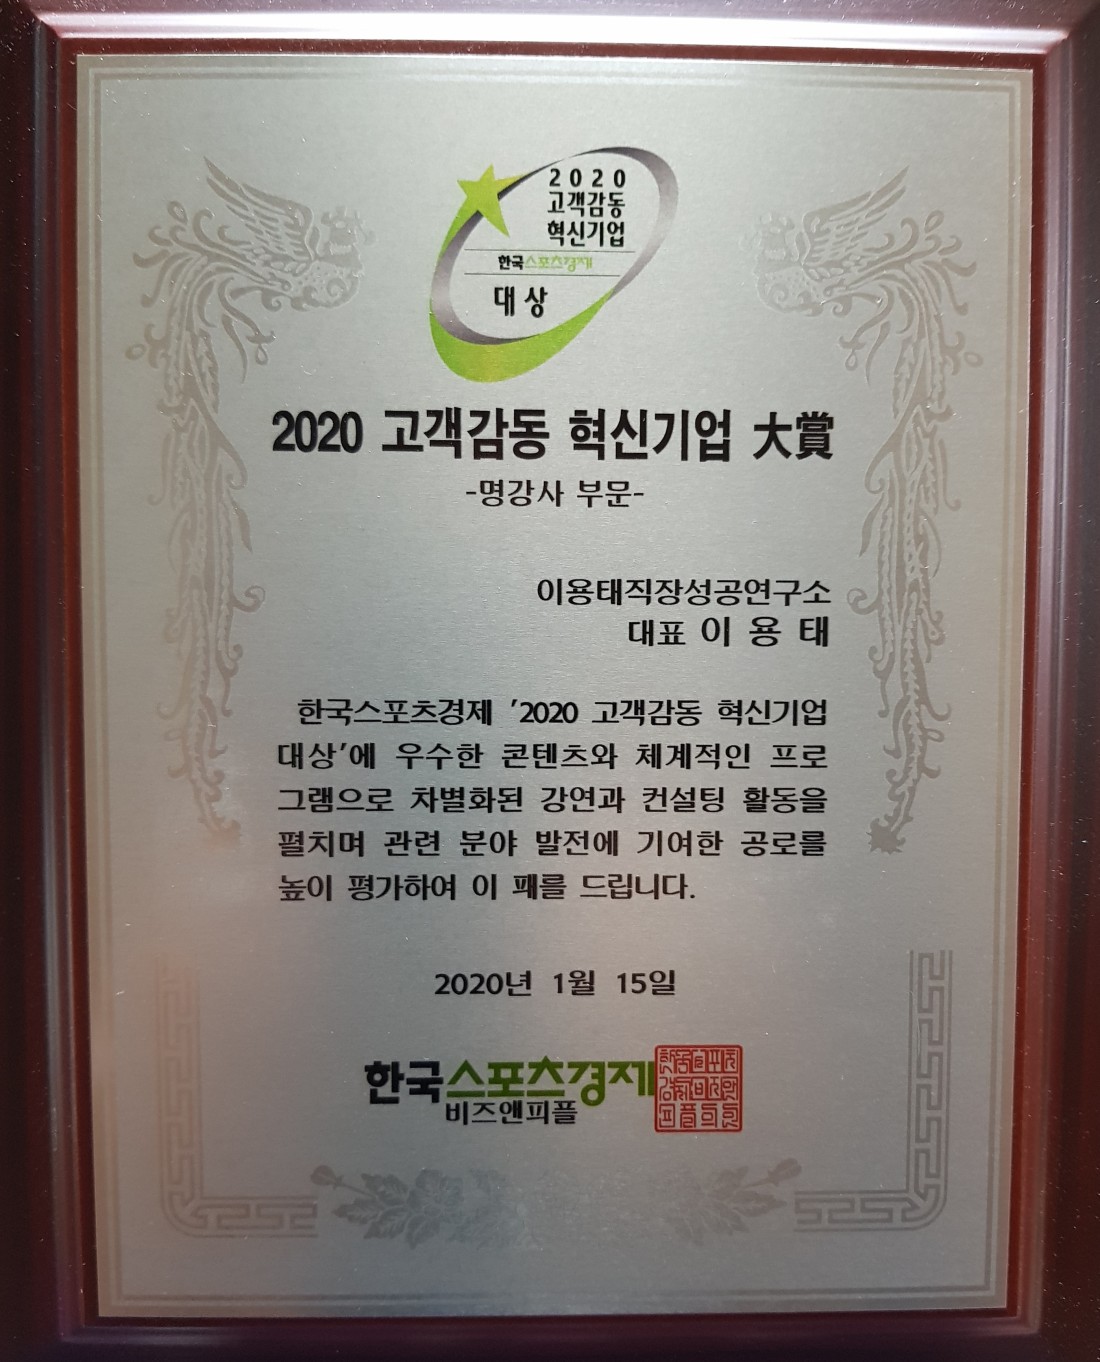 2020
고객감동
혁신기업
한국스포츠경제
대상
2020 고객감동 혁신기업 大賞
-명강사 부문-
이용태직장성공연구소
대표 이 용 태
한국스포츠경제 '2020 고객감동 혁신기업
대상'에 우수한 콘텐츠와 체계적인 프로
그램으로 차별화된 강연과 컨설팅 활동을
펼치며 관련 분야 발전에 기여한 공로를
높이 평가하여 이 패를 드립니다.
2020년 1월 15일
한국스포츠경제
비즈앤피플